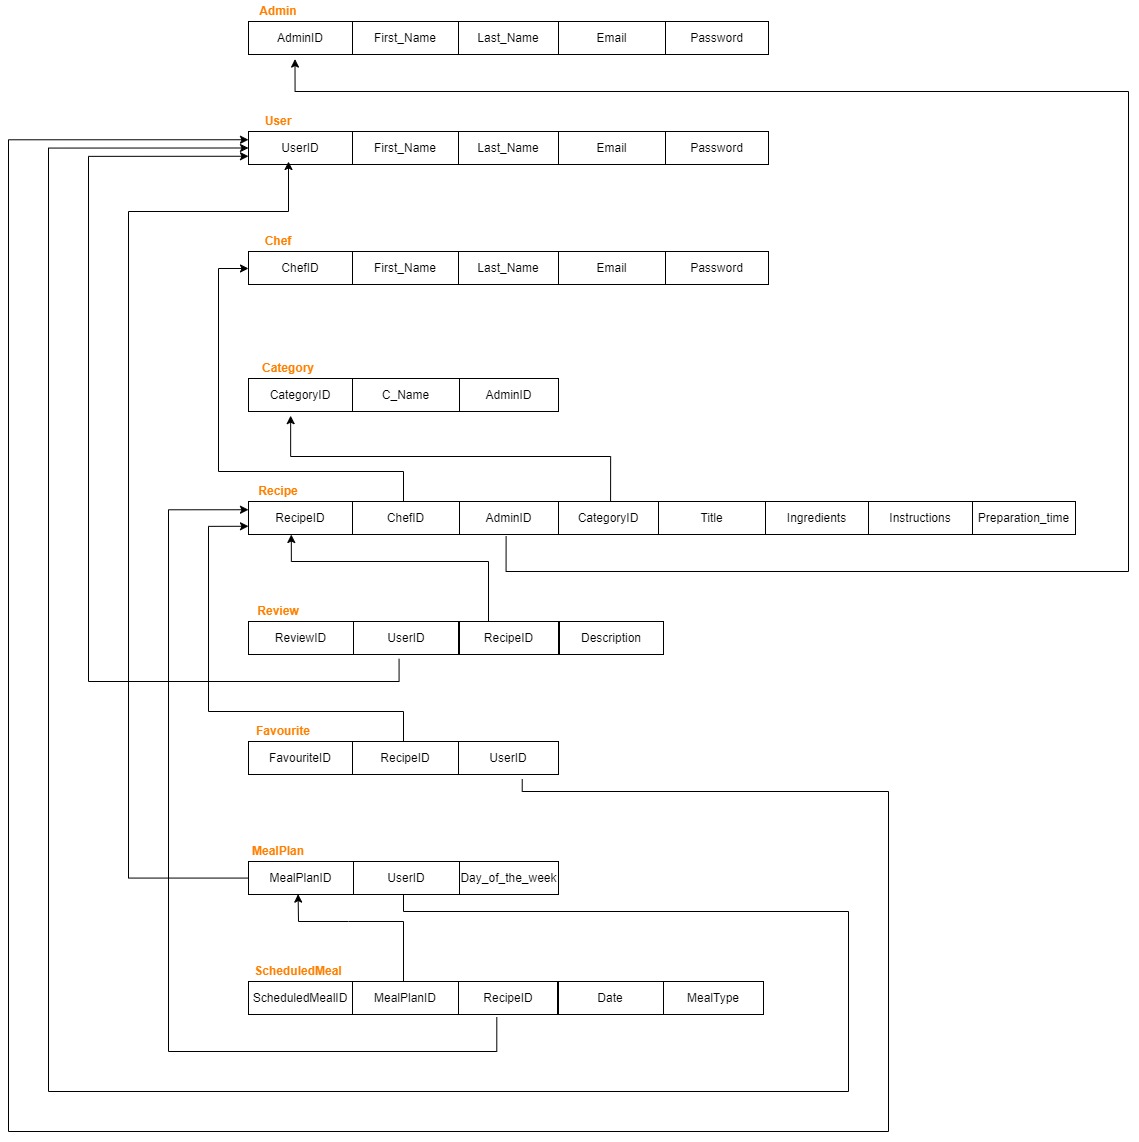 Admin
AdminID First_Name Last_Name Email Password
User
UserID First_Name Last_Name Email Password
Chef
ChefID First_Name Last_Name Email Password
Category
CategoryID C_Name AdminID
Recipe
RecipeID ChefID AdminID CategoryID Title Ingredients Instructions Preparation_time
Review
ReviewID UserID RecipeID Description
Favourite
FavouriteID RecipeID UserID
MealPlan
MealPlanID UserID Day_of_the_week
ScheduledMeal
ScheduledMealID MealPlanID RecipeID Date MealType